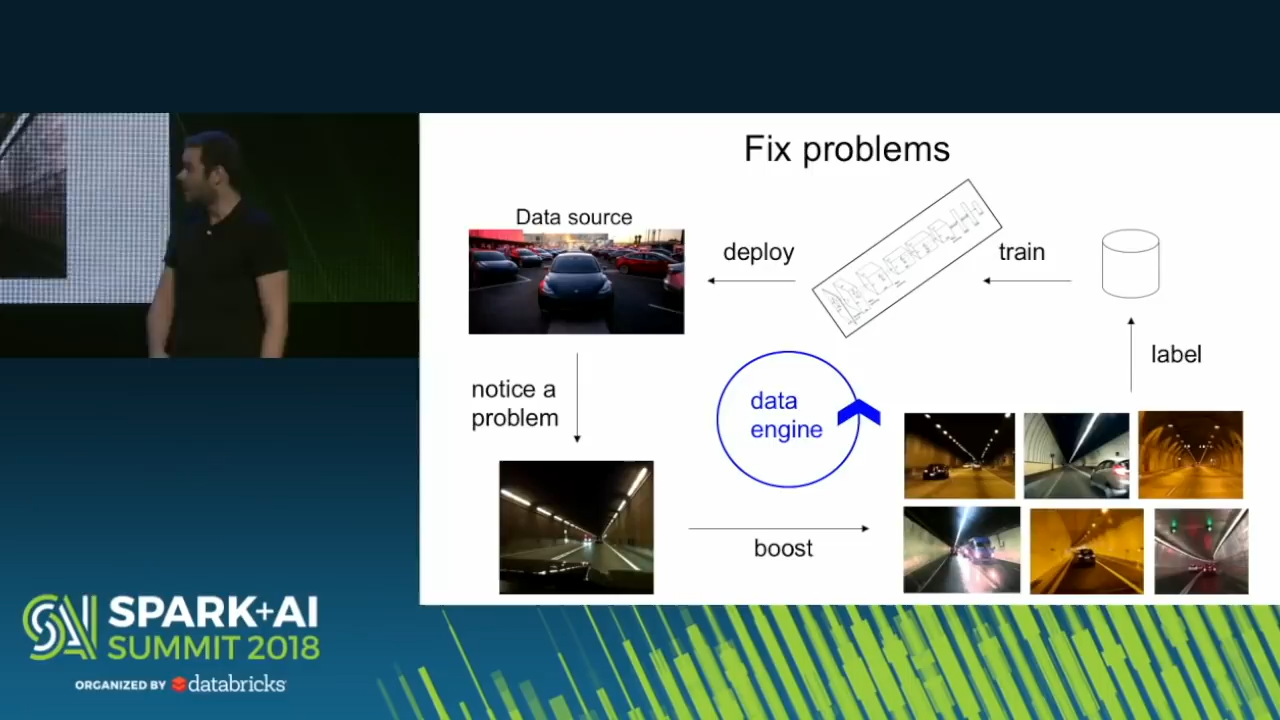 Fix problems
Data source
deploy
train
label
notice a
problem
data
engine
boost
SPARK+AI
SUMMIT 2018
ORGANIZED BY databricks